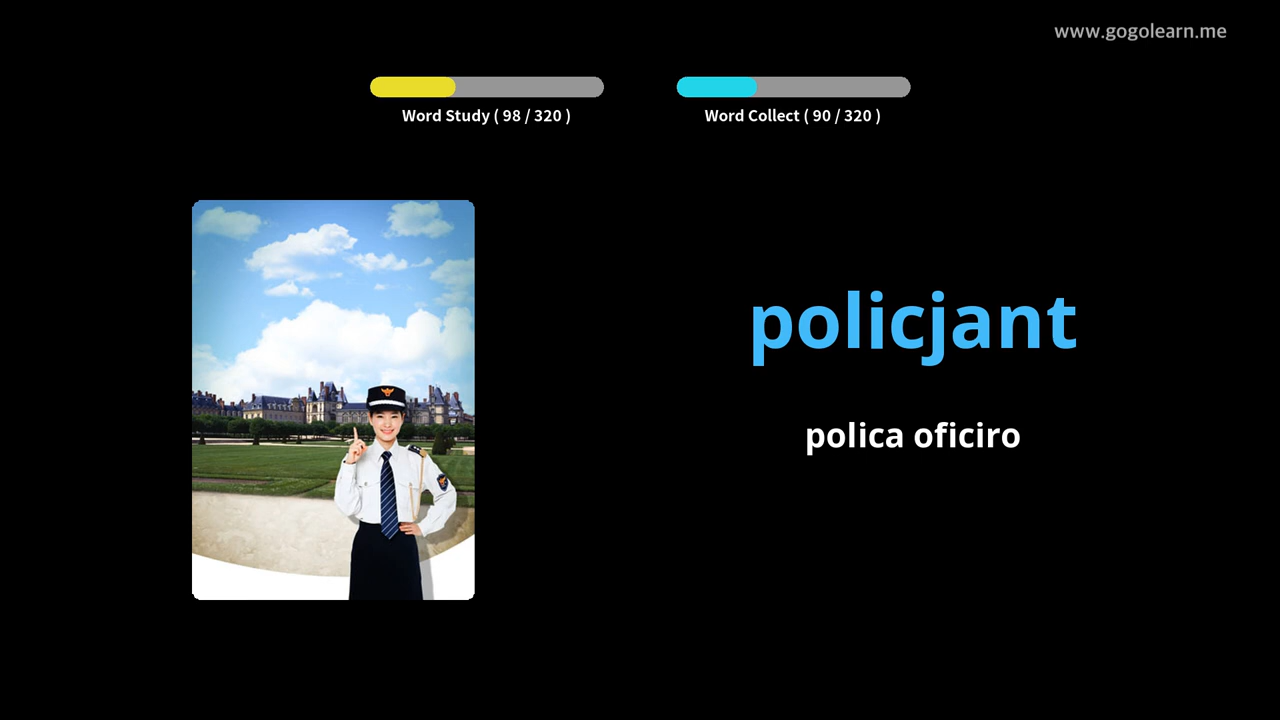 www.gogolearn.me
Word Study ( 98 / 320 )
Word Collect ( 90 / 320 )
policjant
polica oficiro